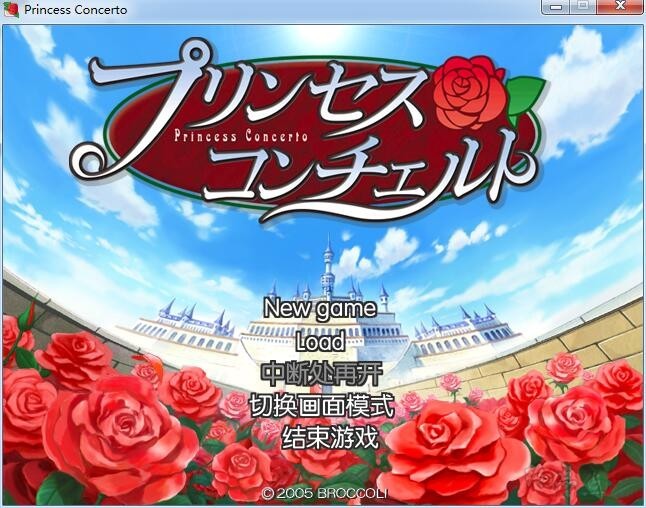 Princess Concerto
プリンセス
Princess Concerto
コンチェルト
New game
Load
中断处再开
切换画面模式
结束游戏
©2005 BROCCOLI